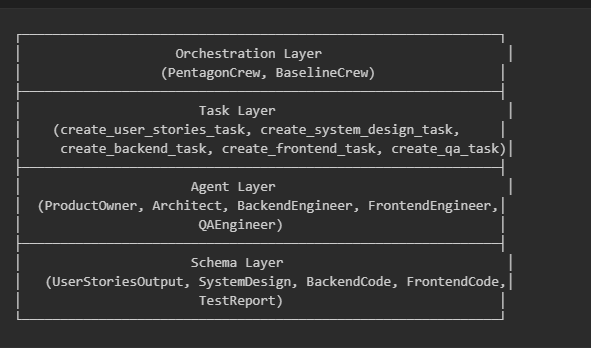 Orchestration Layer
(PentagonCrew, BaselineCrew)
Task Layer
(create_user_stories_task, create_system_design_task,
create_backend_task, create_frontend_task, create_qa_task)
Agent Layer
(ProductOwner, Architect, BackendEngineer, FrontendEngineer,
QAEngineer)
Schema Layer
(UserStoriesOutput, SystemDesign, BackendCode, FrontendCode,
TestReport)